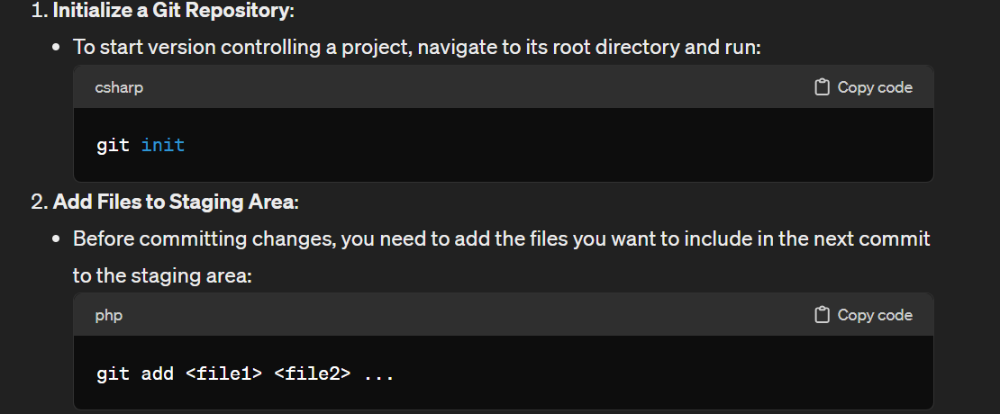 1. Initialize a Git Repository:
• To start version controlling a project, navigate to its root directory and run:
csharp Copy code
git init
2. Add Files to Staging Area:
• Before committing changes, you need to add the files you want to include in the next commit
to the staging area:
php Copy code
git add <file1> <file2> ...